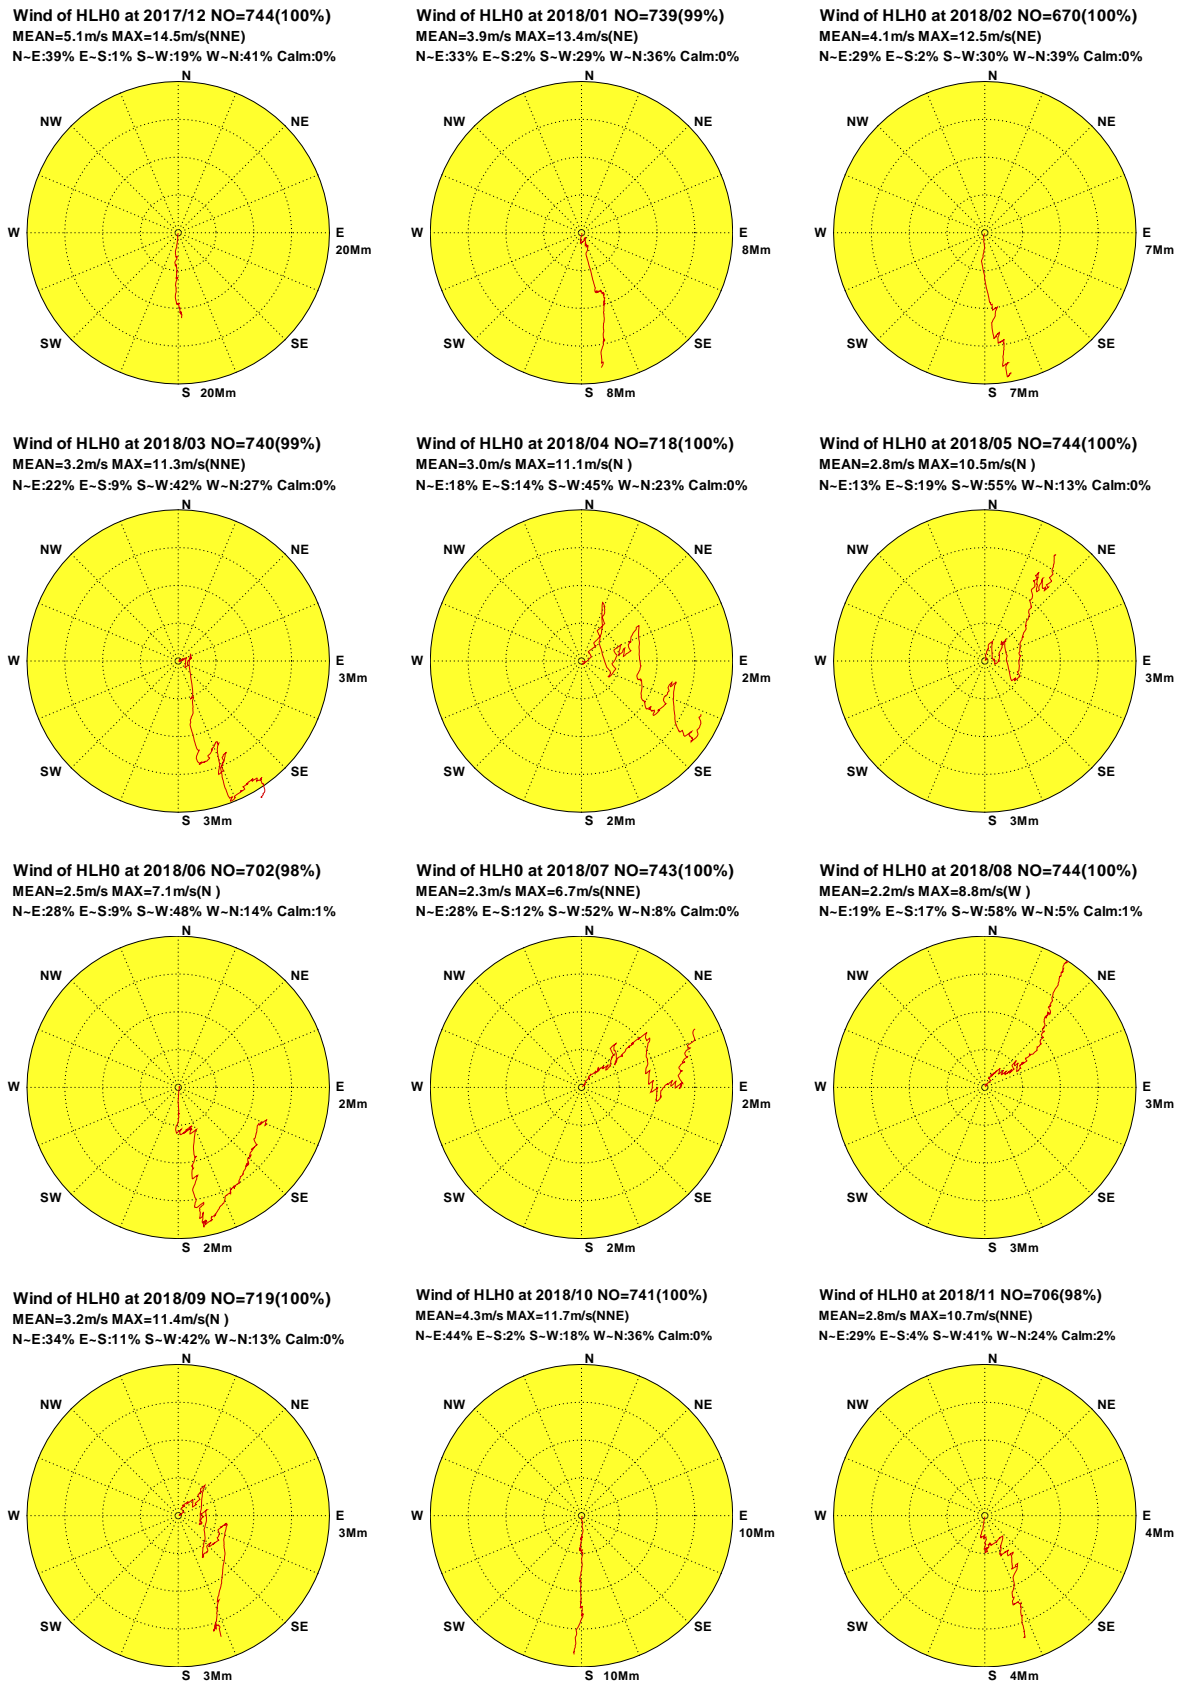 Wind of HLH0 at 2017/12 NO=744(100%)
MEAN=5.1m/s MAX=14.5m/s(NNE)
N~E:39% E~S:1% S~W:19% W~N:41% Calm:0%
N
NW
NE
W
E
20Mm
SW
SE
S 20Mm
Wind of HLH0 at 2018/01 NO=739(99%)
MEAN=3.9m/s MAX=13.4m/s(NE)
N~E:33% E~S:2% S~W:29% W~N:36% Calm:0%
N
NW
NE
W
E
8Mm
SW
SE
S 8Mm
Wind of HLH0 at 2018/02 NO=670(100%)
MEAN=4.1m/s MAX=12.5m/s(NE)
N~E:29% E~S:2% S~W:30% W~N:39% Calm:0%
N
NW
NE
W
E
7Mm
SW
SE
S 7Mm
Wind of HLH0 at 2018/03 NO=740(99%)
MEAN=3.2m/s MAX=11.3m/s(NNE)
N~E:22% E~S:9% S~W:42% W~N:27% Calm:0%
N
NW
NE
W
E
3Mm
SW
SE
S 3Mm
Wind of HLH0 at 2018/04 NO=718(100%)
MEAN=3.0m/s MAX=11.1m/s(N )
N~E:18% E~S:14% S~W:45% W~N:23% Calm:0%
N
NW
NE
W
E
2Mm
SW
SE
S 2Mm
Wind of HLH0 at 2018/05 NO=744(100%)
MEAN=2.8m/s MAX=10.5m/s(N )
N~E:13% E~S:19% S~W:55% W~N:13% Calm:0%
N
NW
NE
W
E
3Mm
SW
SE
S 3Mm
Wind of HLH0 at 2018/06 NO=702(98%)
MEAN=2.5m/s MAX=7.1m/s(N )
N~E:28% E~S:9% S~W:48% W~N:14% Calm:1%
N
NW
NE
W
E
2Mm
SW
SE
S 2Mm
Wind of HLH0 at 2018/07 NO=743(100%)
MEAN=2.3m/s MAX=6.7m/s(NNE)
N~E:28% E~S:12% S~W:52% W~N:8% Calm:0%
N
NW
NE
W
E
2Mm
SW
SE
S 2Mm
Wind of HLH0 at 2018/08 NO=744(100%)
MEAN=2.2m/s MAX=8.8m/s(W )
N~E:19% E~S:17% S~W:58% W~N:5% Calm:1%
N
NW
NE
W
E
3Mm
SW
SE
S 3Mm
Wind of HLH0 at 2018/09 NO=719(100%)
MEAN=3.2m/s MAX=11.4m/s(N )
N~E:34% E~S:11% S~W:42% W~N:13% Calm:0%
N
NW
NE
W
E
3Mm
SW
SE
S 3Mm
Wind of HLH0 at 2018/10 NO=741(100%)
MEAN=4.3m/s MAX=11.7m/s(NNE)
N~E:44% E~S:2% S~W:18% W~N:36% Calm:0%
N
NW
NE
W
E
10Mm
SW
SE
S 10Mm
Wind of HLH0 at 2018/11 NO=706(98%)
MEAN=2.8m/s MAX=10.7m/s(NNE)
N~E:29% E~S:4% S~W:41% W~N:24% Calm:2%
N
NW
NE
W
E
4Mm
SW
SE
S 4Mm